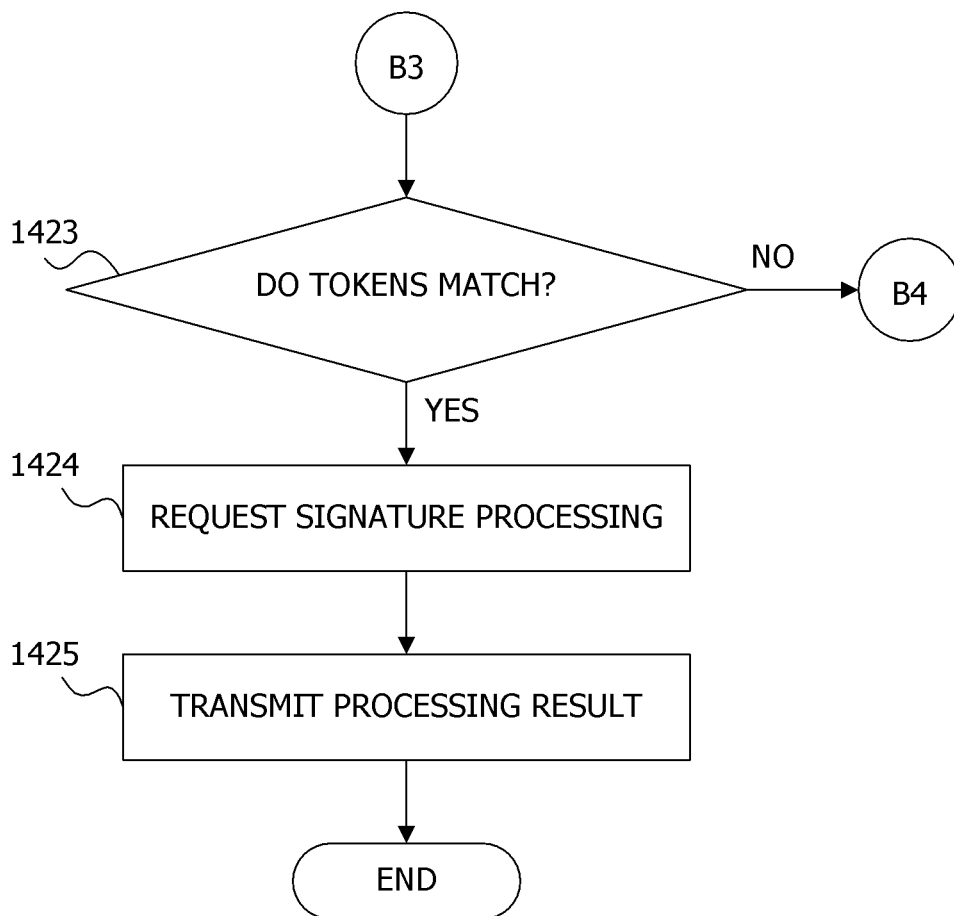 B3
1423
DO TOKENS MATCH?
NO
B4
YES
1424
REQUEST SIGNATURE PROCESSING
1425
TRANSMIT PROCESSING RESULT
END